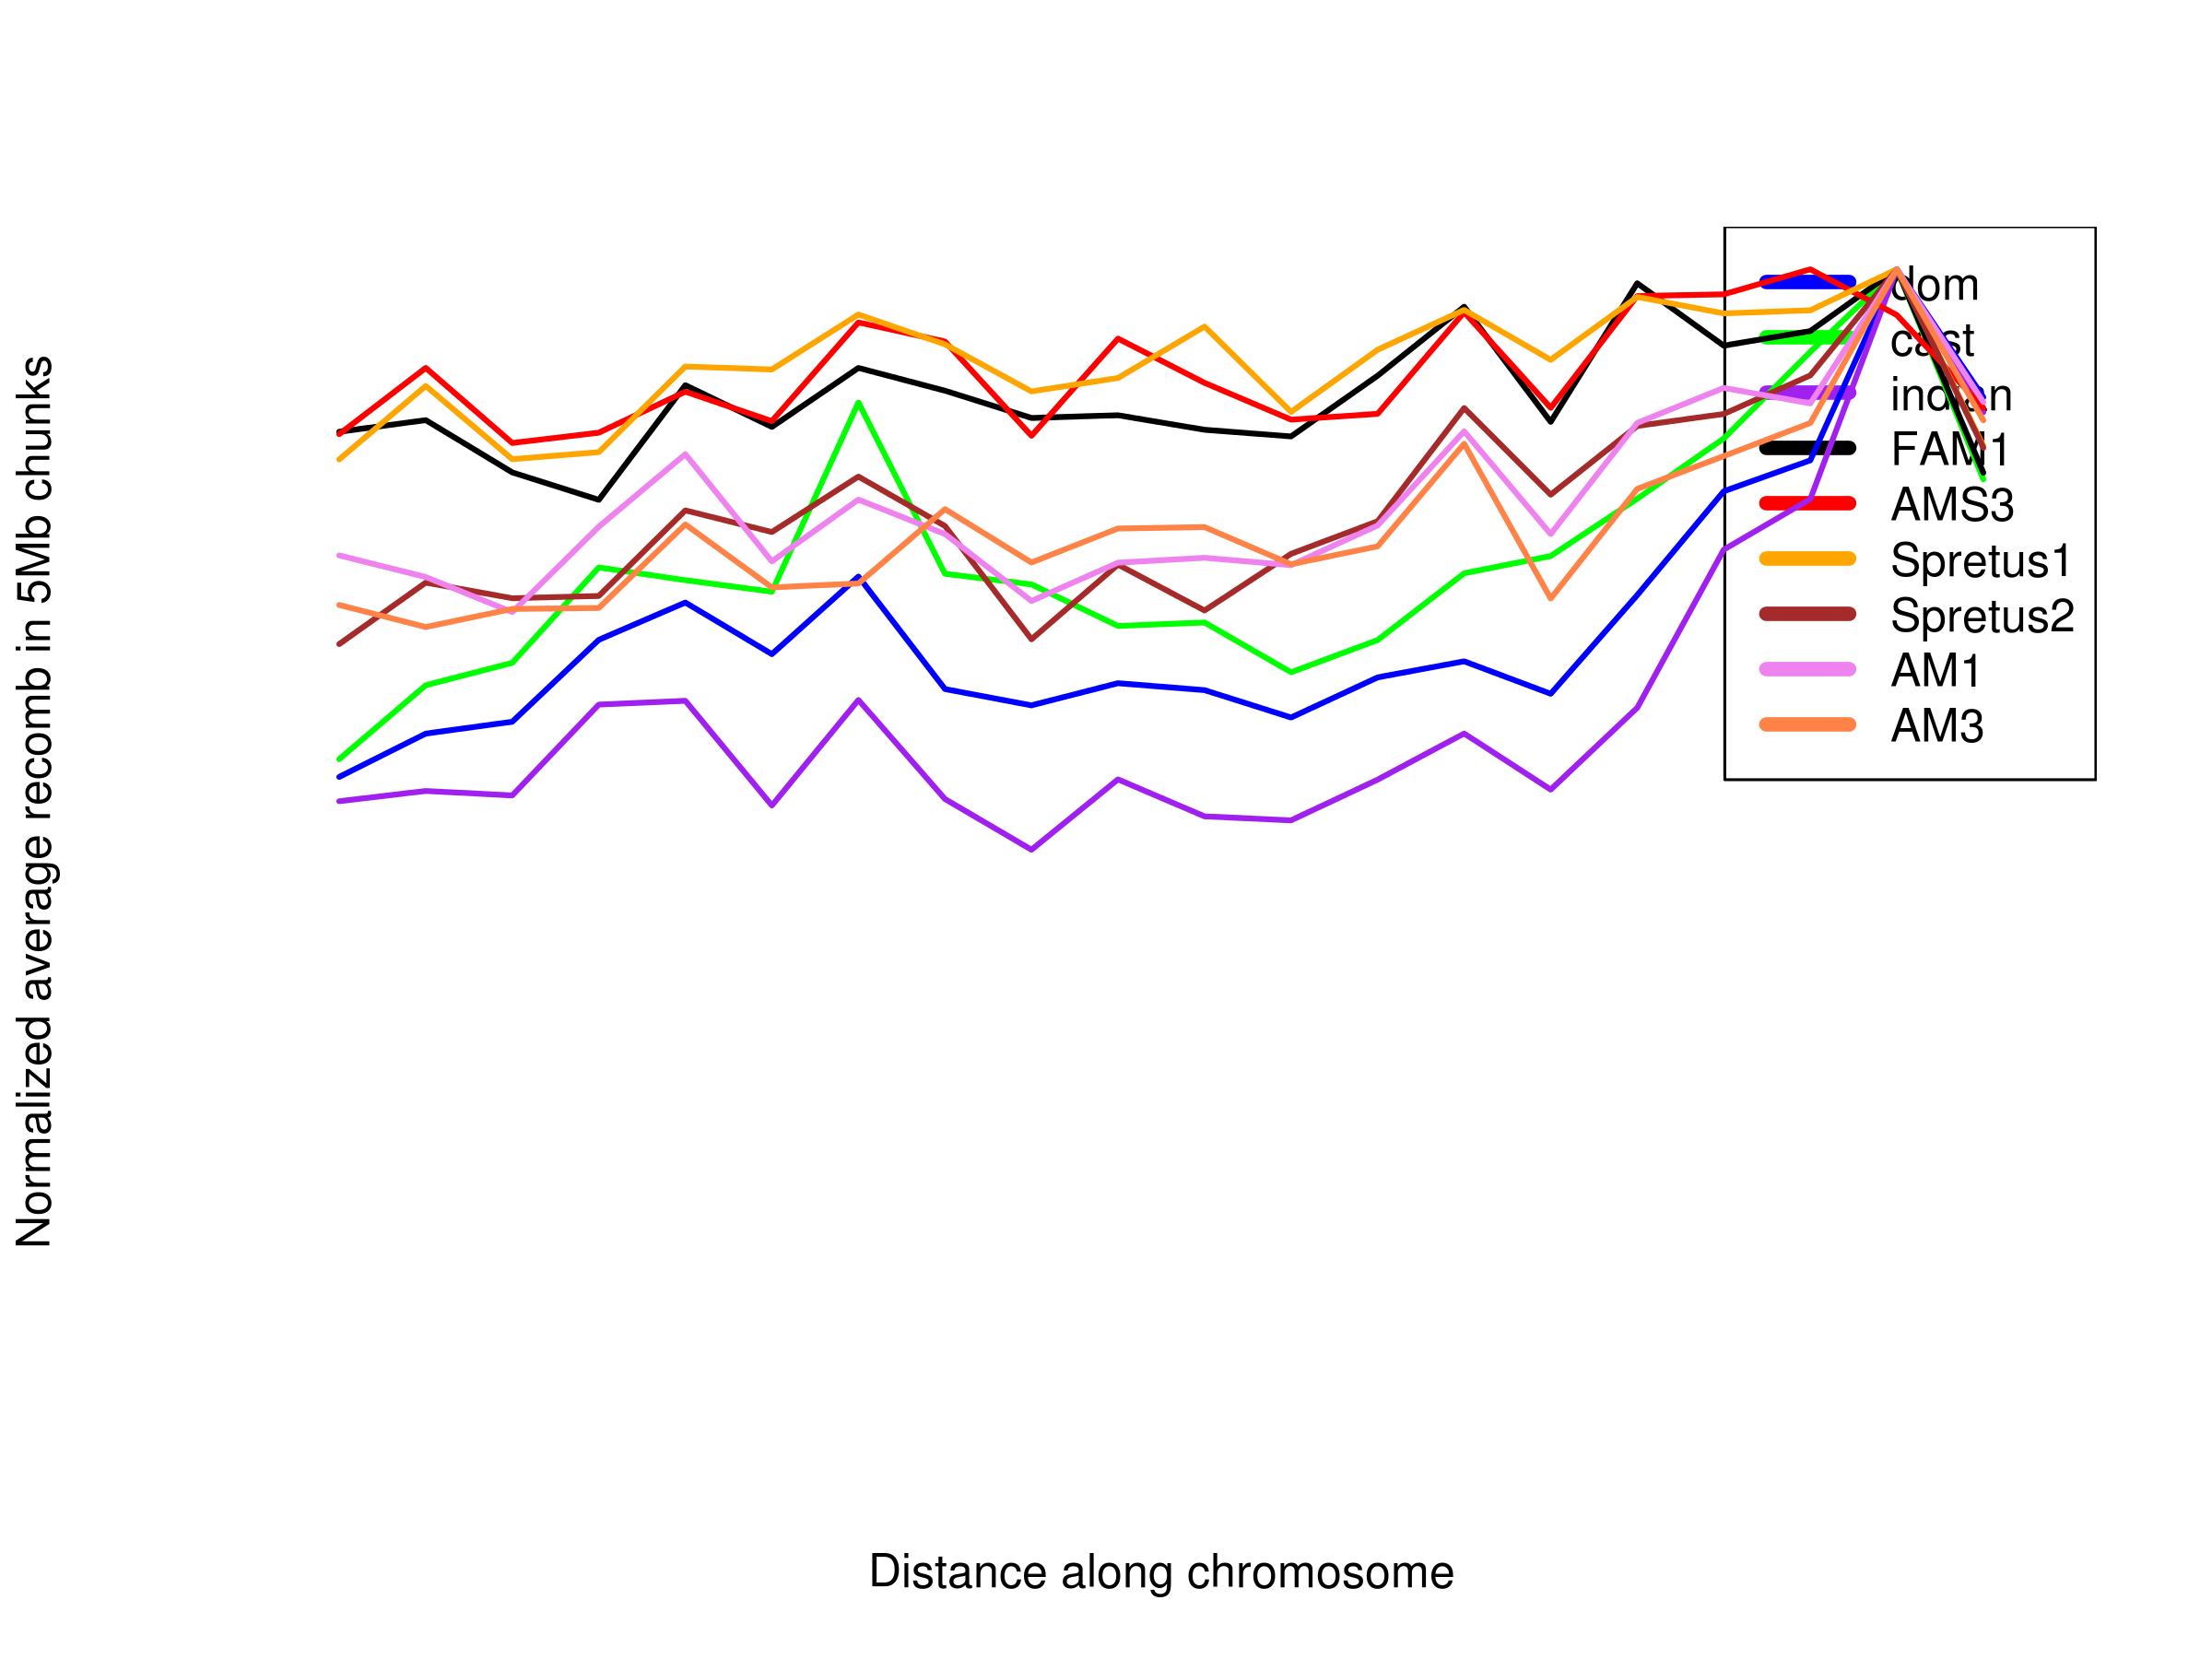 Normalized average recomb in 5Mb chunks
dom
cast
indian
FAM1
AMS3
Spretus1
Spretus2
AM1
AM3
Distance along chromosome